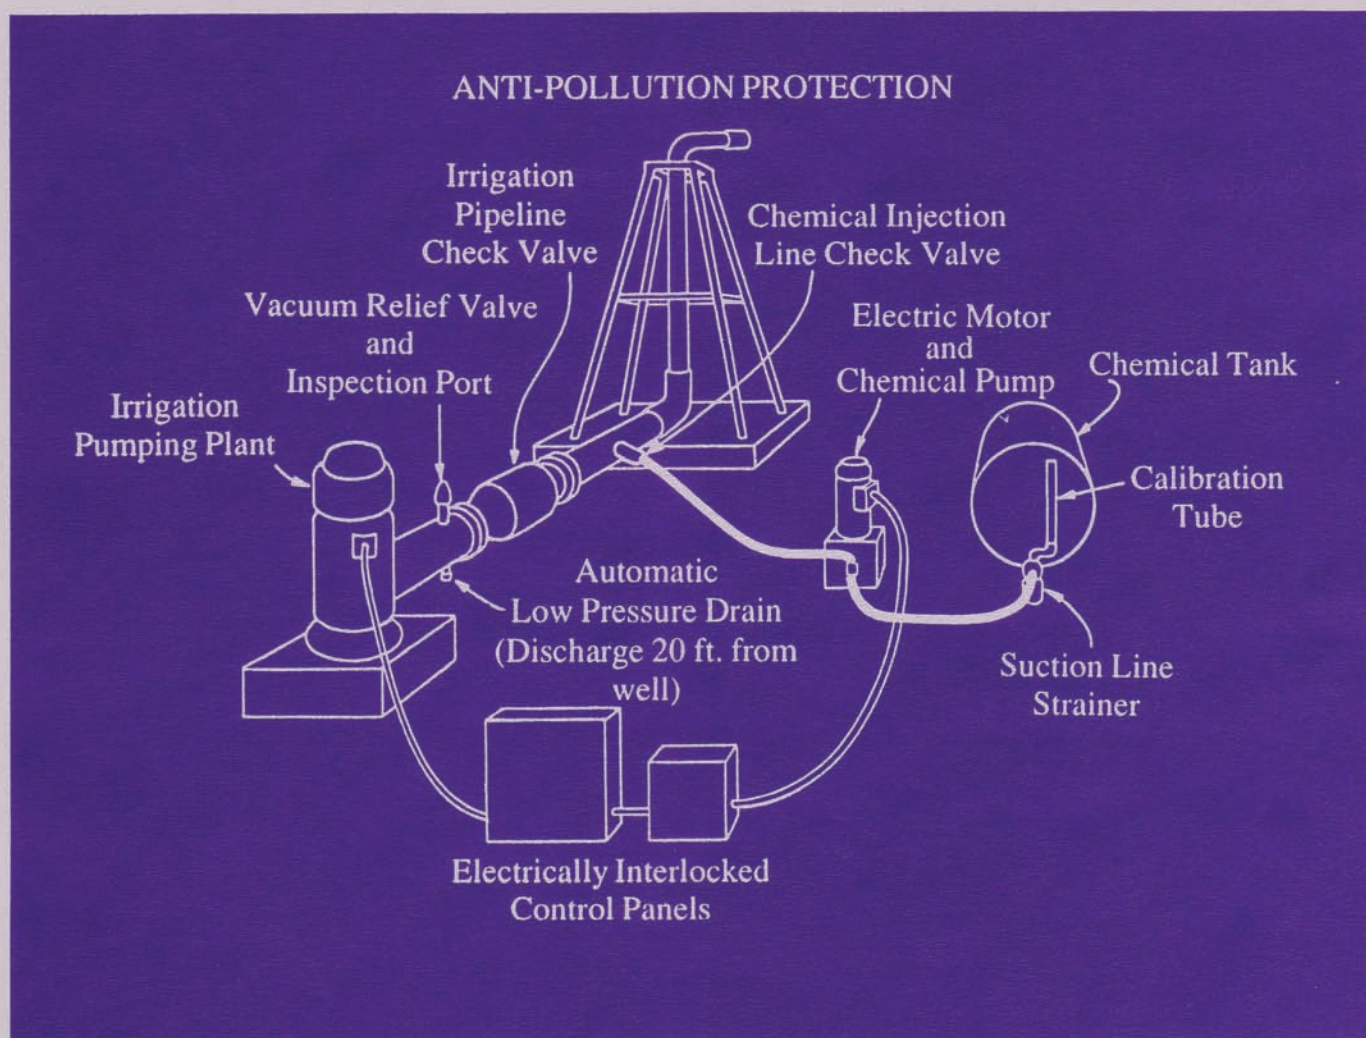 ANTI-POLLUTION PROTECTION
Irrigation
Pipeline
Check Valve
Chemical Injection
Line Check Valve
Vacuum Relief Valve
and
Inspection Port
Electric Motor
and
Chemical Pump
Chemical Tank
Irrigation
Pumping Plant
Calibration
Tube
Automatic
Low Pressure Drain
(Discharge 20 ft. from
well)
Suction Line
Strainer
Electrically Interlocked
Control Panels